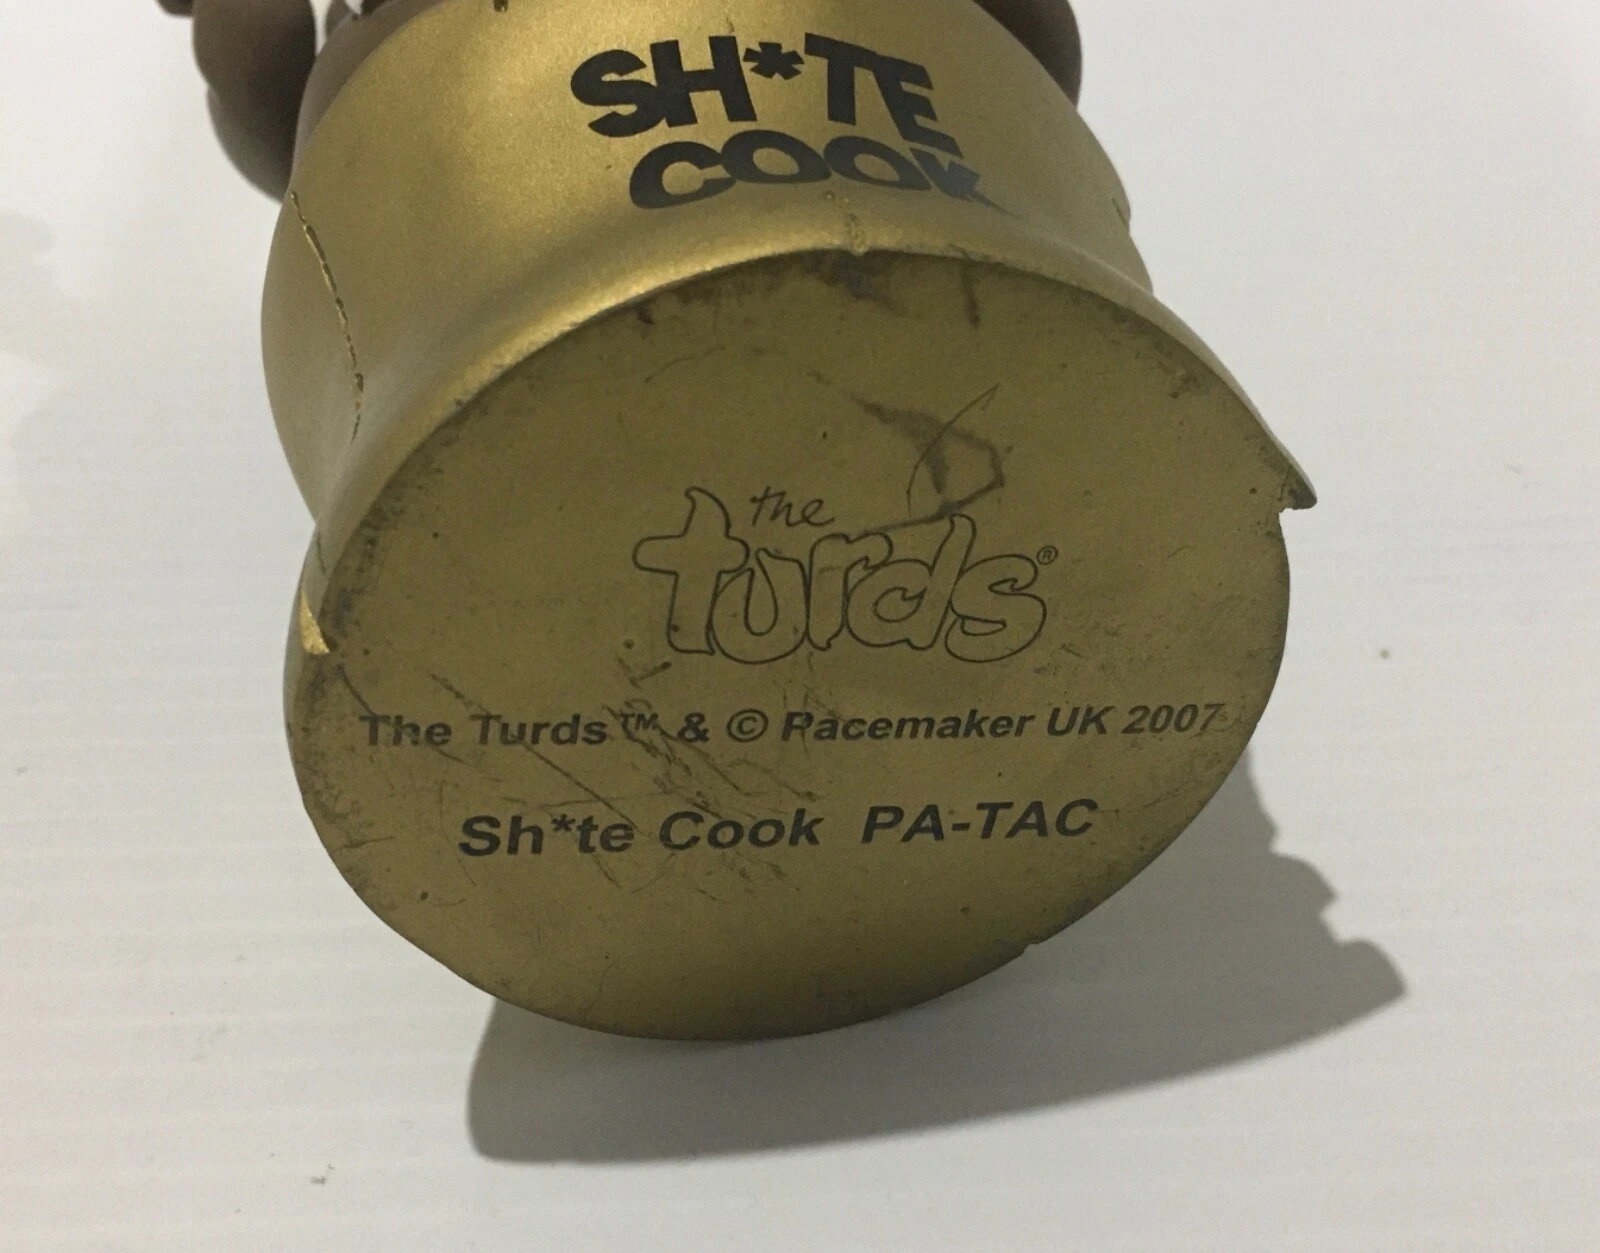 SH*TE
COOK
the
turds®
The Turds™ & © Pacemaker UK 2007
Sh*te Cook PA-TAC